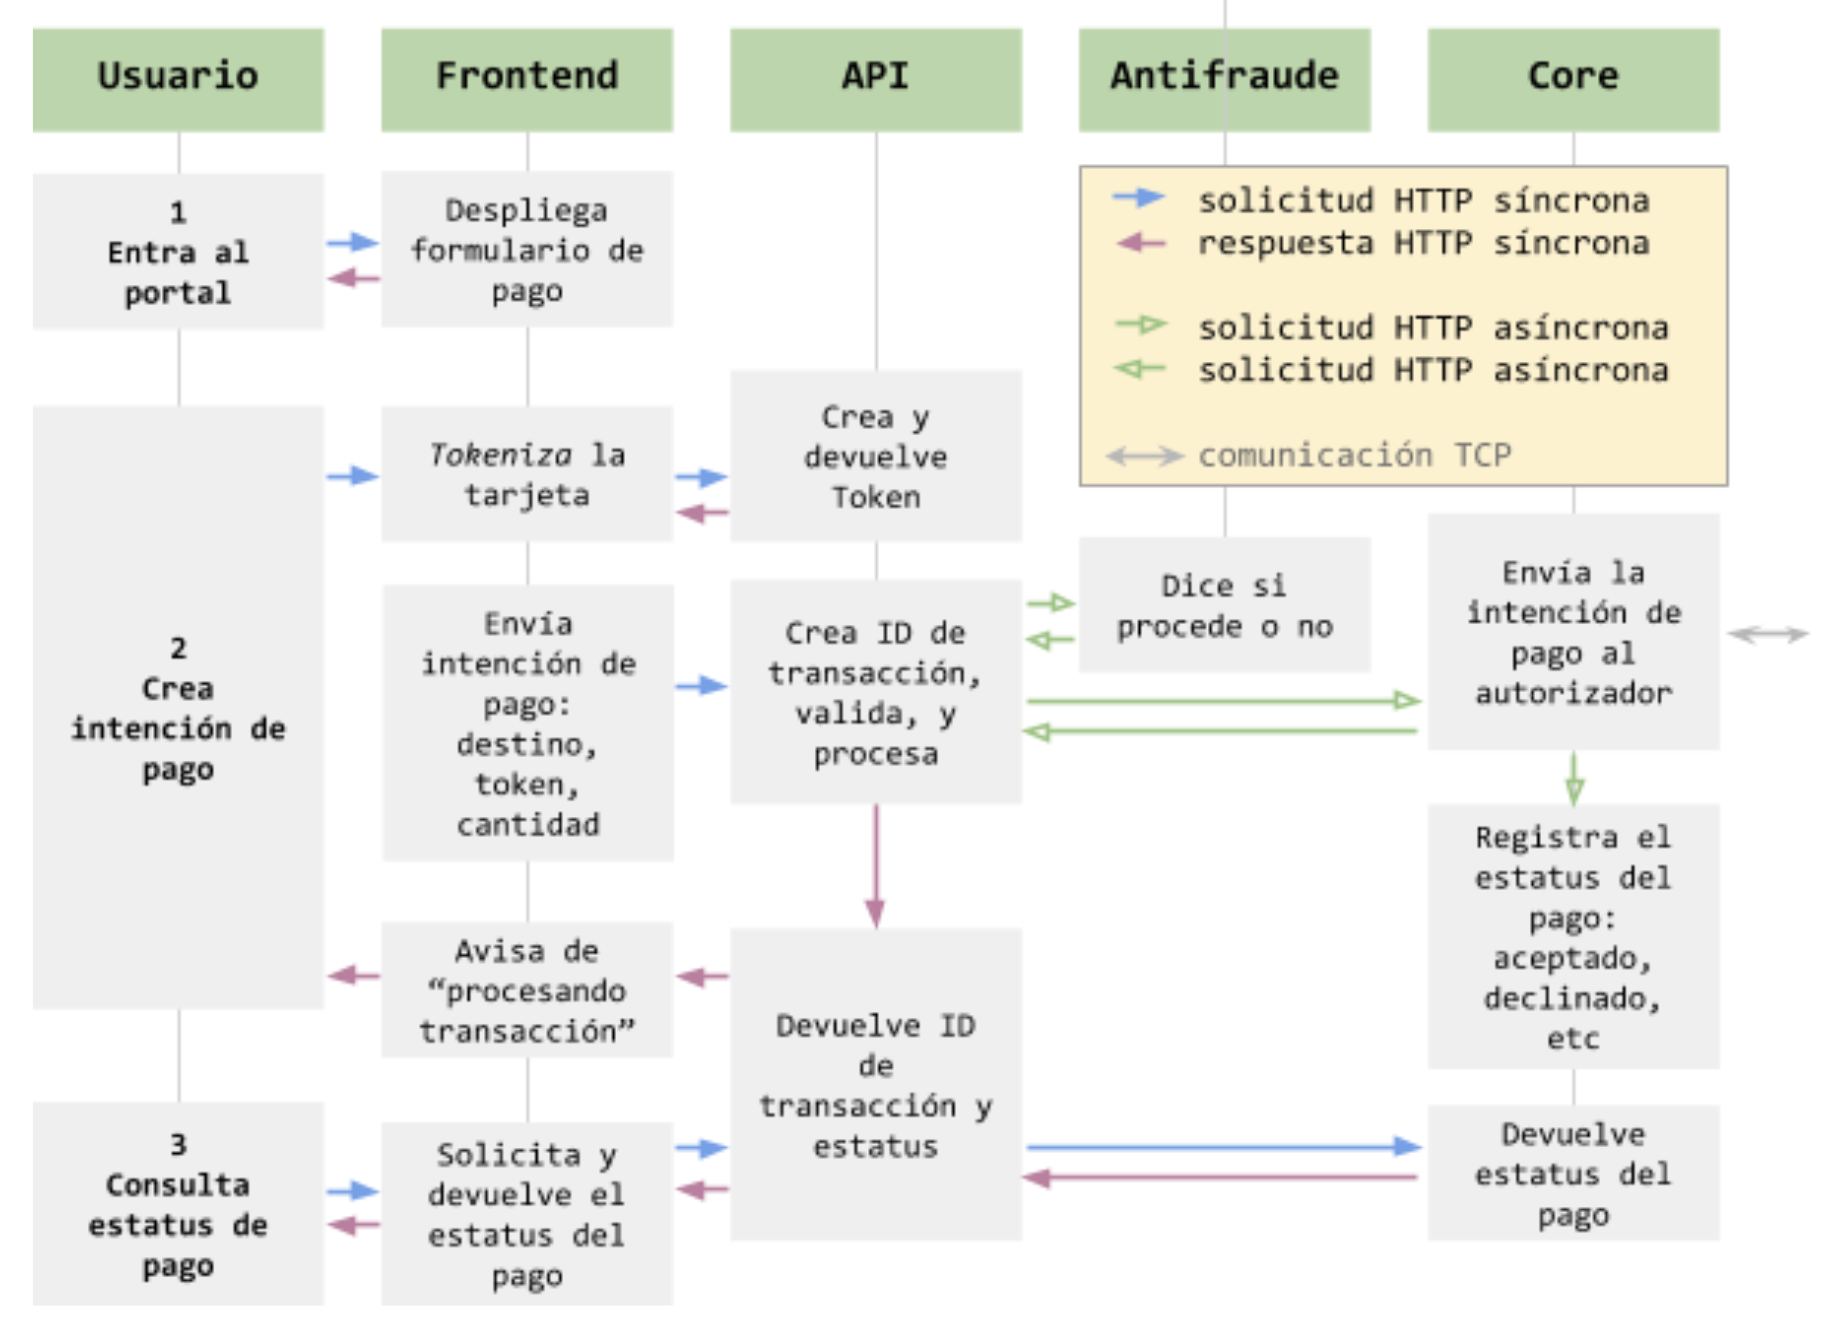 Usuario
Frontend
API
Antifraude
Core
1
Entra al
portal
Despliega
formulario de
pago
solicitud HTTP síncrona
respuesta HTTP síncrona
solicitud HTTP asíncrona
solicitud HTTP asíncrona
comunicación TCP
2
Crea
intención de
pago
Tokeniza la
tarjeta
Crea y
devuelve
Token
Envía
intención de
pago:
destino,
token,
cantidad
Crea ID de
transacción,
valida, y
procesa
Dice si
procede o no
Envía la
intención de
pago al
autorizador
Registra el
estatus del
pago:
aceptado,
declinado,
etc
Avisa de
“procesando
transacción”
Devuelve ID
de
transacción y
estatus
3
Consulta
estatus de
pago
Solicita y
devuelve el
estatus del
pago
Devuelve
estatus del
pago